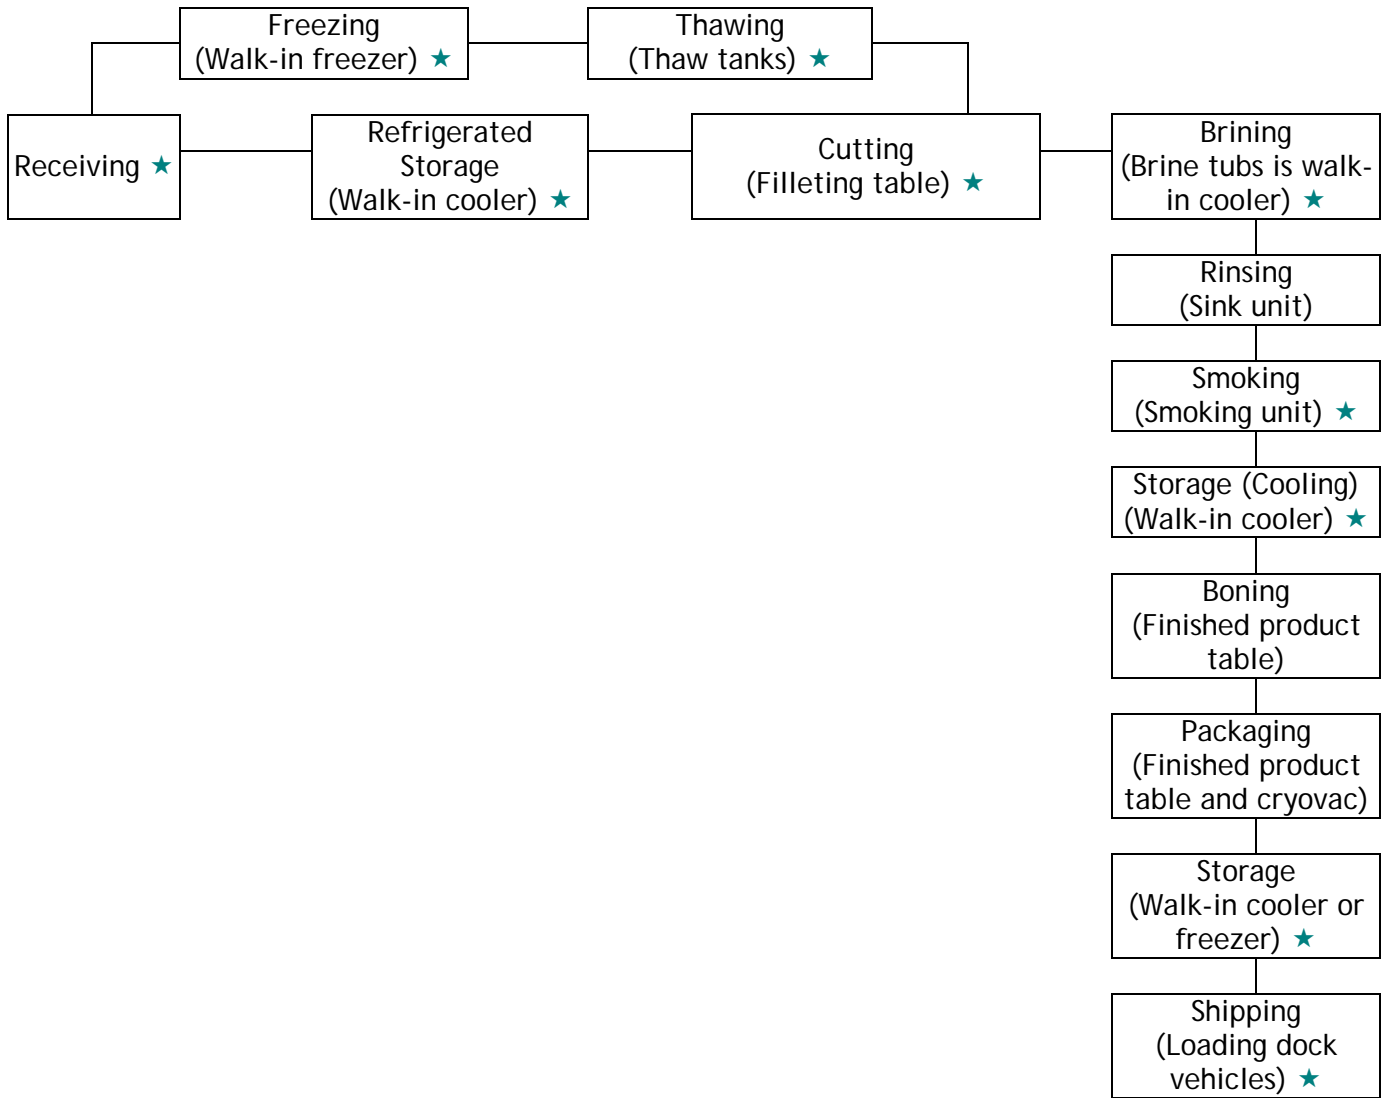 Freezing
(Walk-in freezer) ★
Thawing
(Thaw tanks) ★
Receiving ★
Refrigerated
Storage
(Walk-in cooler) ★
Cutting
(Filleting table) ★
Brining
(Brine tubs is walk-
in cooler) ★
Rinsing
(Sink unit)
Smoking
(Smoking unit) ★
Storage (Cooling)
(Walk-in cooler) ★
Boning
(Finished product
table)
Packaging
(Finished product
table and cryovac)
Storage
(Walk-in cooler or
freezer) ★
Shipping
(Loading dock
vehicles) ★